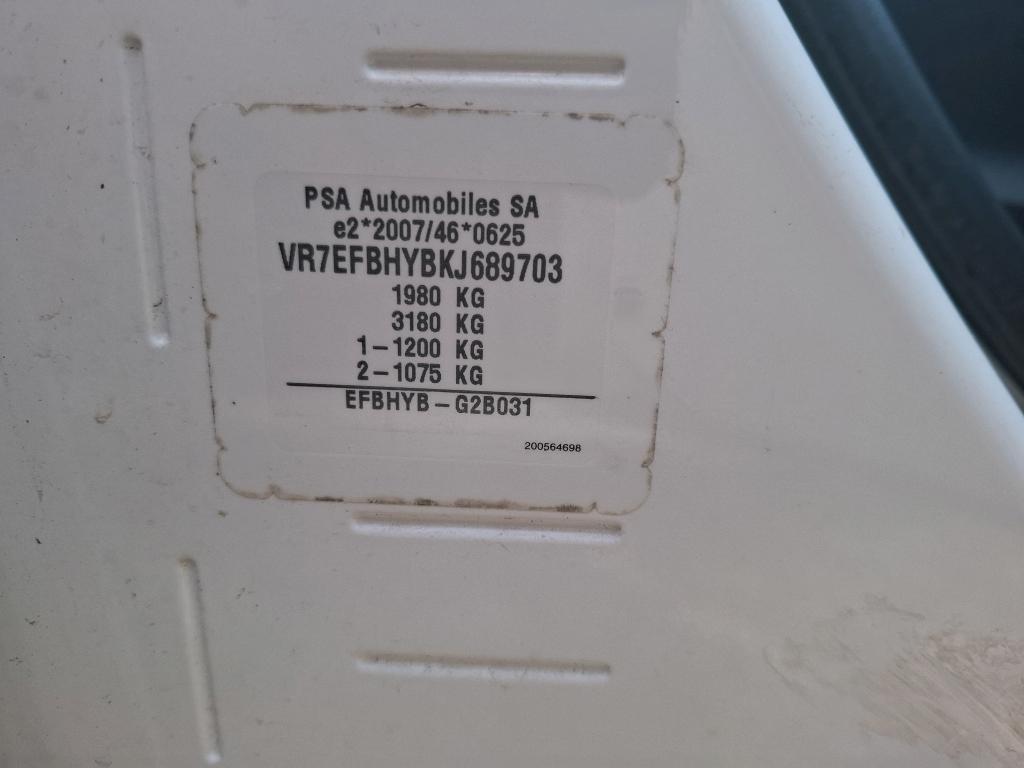 PSA Automobiles SA
e2*2007/46*0625
VR7EFBHYBKJ689703
1980 KG
3180 KG
1-1200 KG
2-1075 KG
EFBHYB-G2B031
200564698